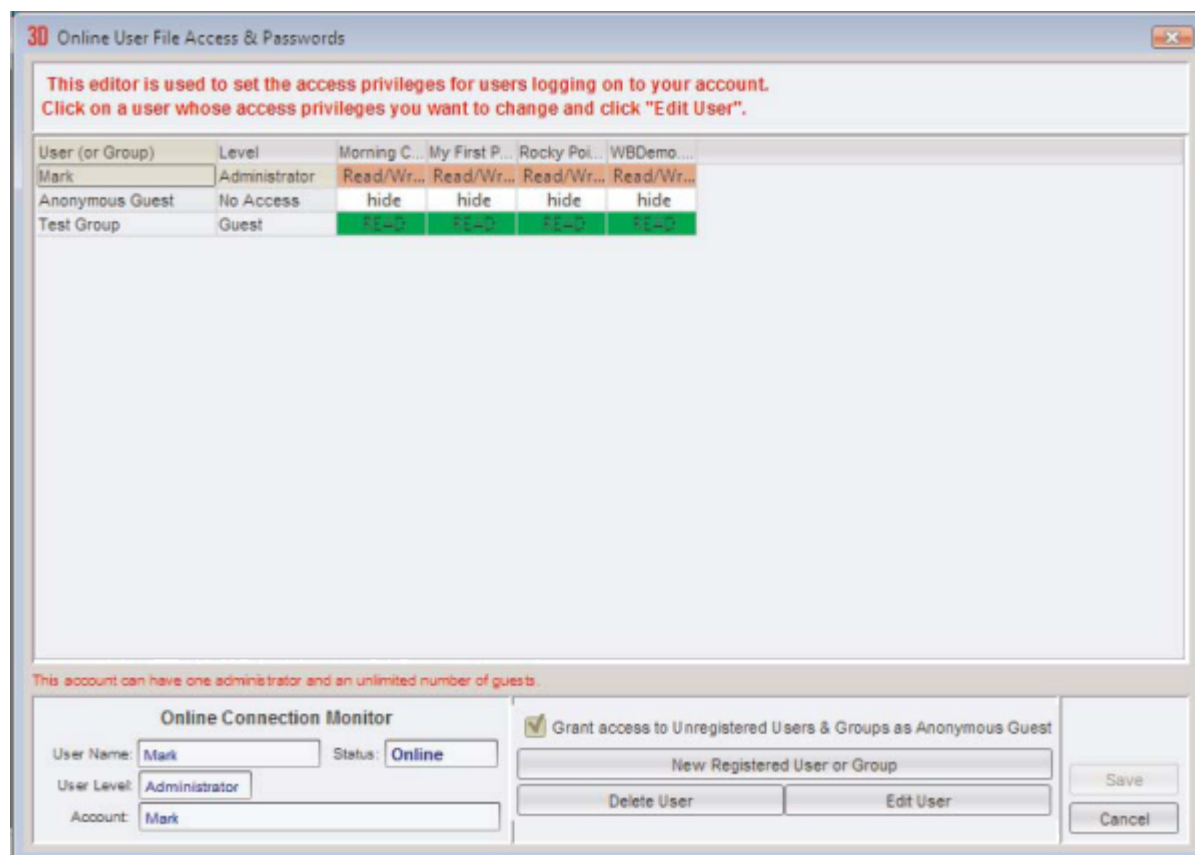 3D Online User File Access & Passwords
This editor is used to set the access privileges for users logging on to your account.
Click on a user whose access privileges you want to change and click "Edit User".
User (or Group) Level Morning C... My First P... Rocky Poi... WBDemo....
Mark Administrator Read/Wr... Read/Wr... Read/Wr... Read/Wr...
Anonymous Guest No Access hide hide hide hide
Test Group Guest
This account can have one administrator and an unlimited number of guests.
Online Connection Monitor
User Name: Mark Status: Online
User Level: Administrator
Account: Mark
Grant access to Unregistered Users & Groups as Anonymous Guest
New Registered User or Group
Delete User Edit User
Save
Cancel